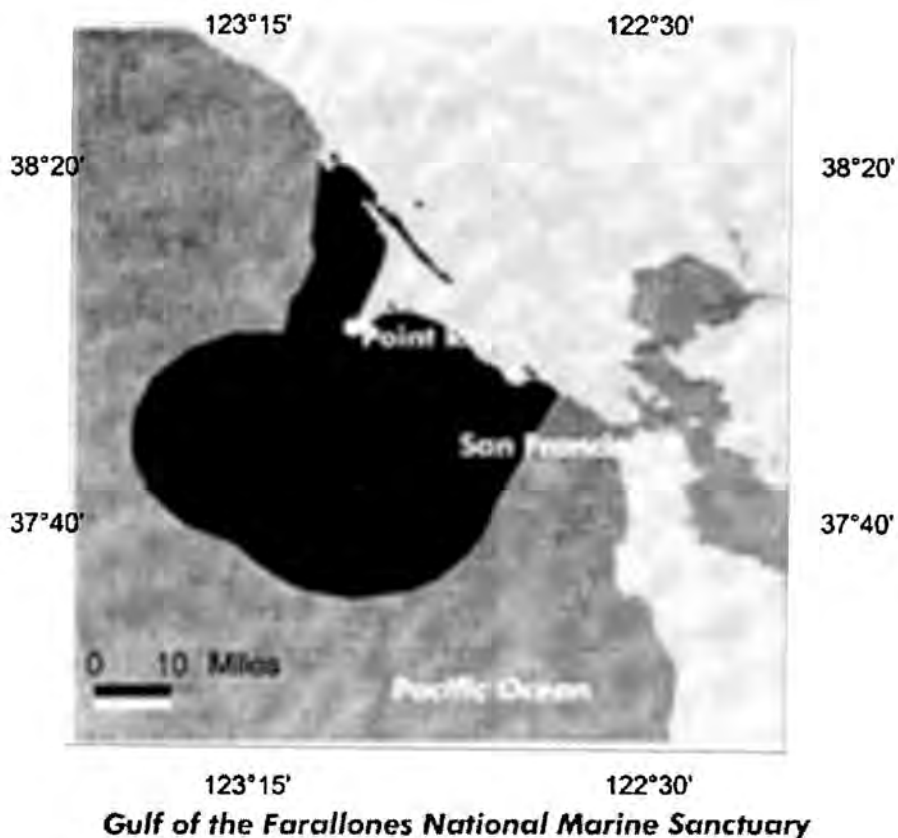 123°15' 122°30'
38°20' 38°20'
Point
San
37°40' 37°40'
0 10 Miles
Pacific Ocean
123°15' 122°30'
Gulf of the Farallones National Marine Sanctuary